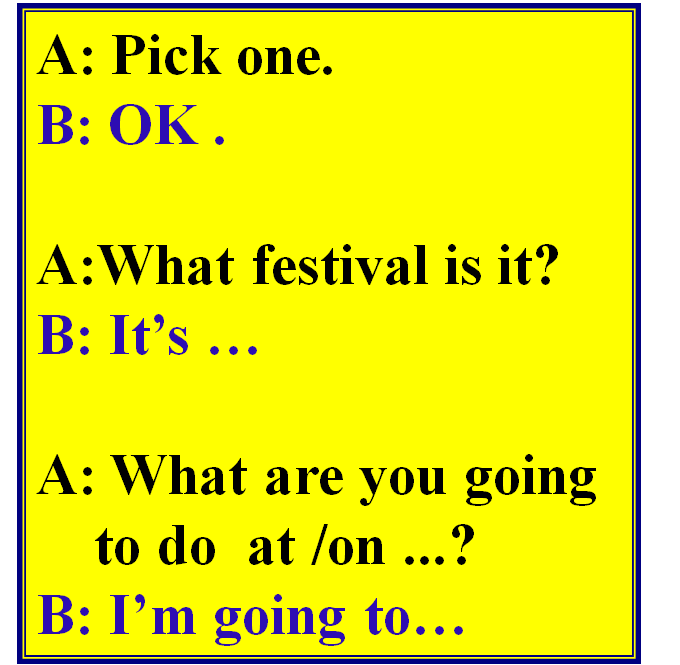 A: Pick one.
B: OK .
A:What festival is it?
B: It’s …
A: What are you going
to do  at /on ...?
B: I’m going to…